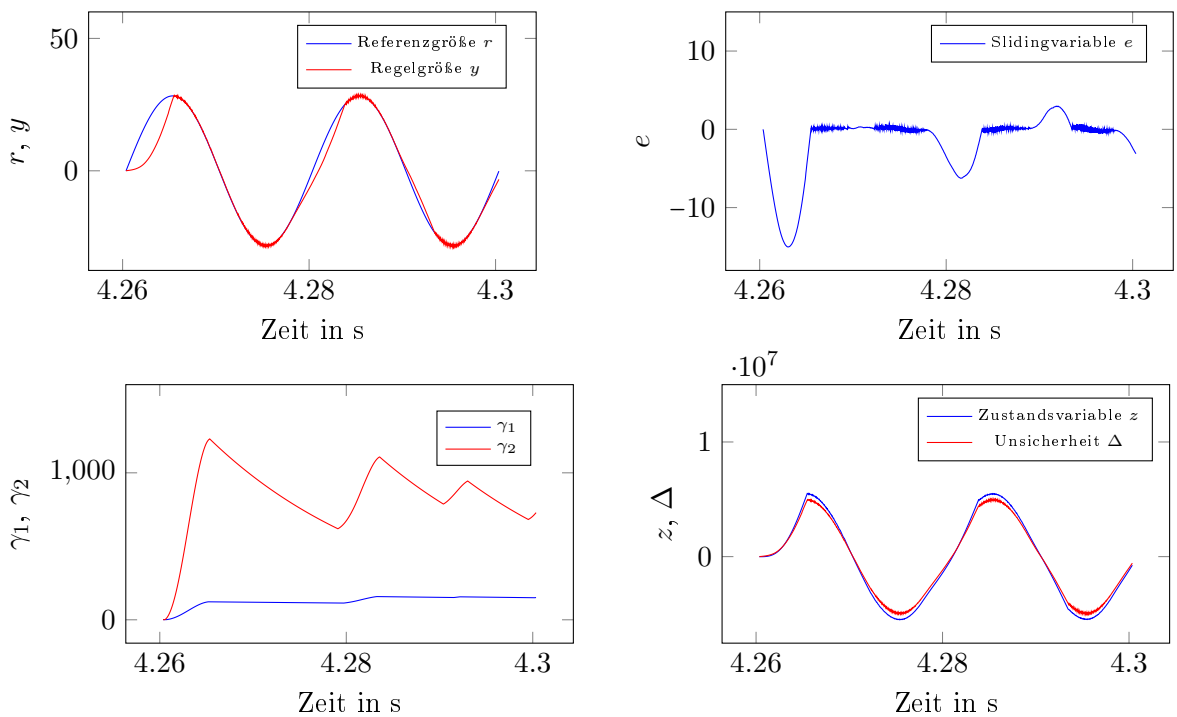 50
0
r, y
Referenzgröße r
Regelgröße y
4.26
4.28
4.3
Zeit in s
10
0
−10
e
Slidingvariable e
4.26
4.28
4.3
Zeit in s
1,000
0
γ1, γ2
γ1
γ2
4.26
4.28
4.3
Zeit in s
·10^7
1
0
z, Δ
Zustandsvariable z
Unsicherheit Δ
4.26
4.28
4.3
Zeit in s